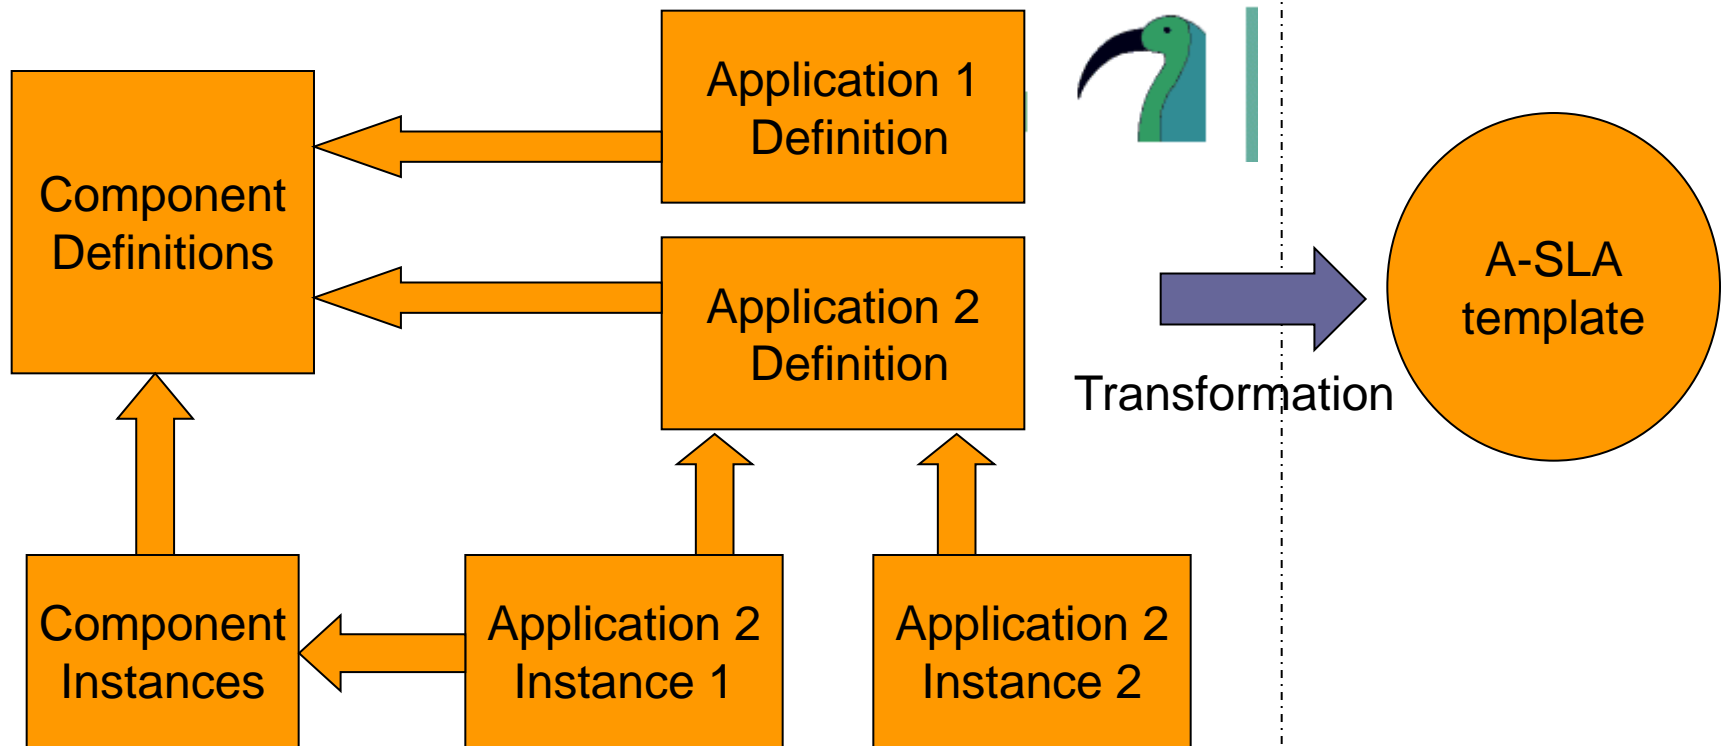 Application 1
Definition
Component
Definitions
Application 2
Definition
A-SLA
template
Transformation
Component
Instances
Application 2
Instance 1
Application 2
Instance 2